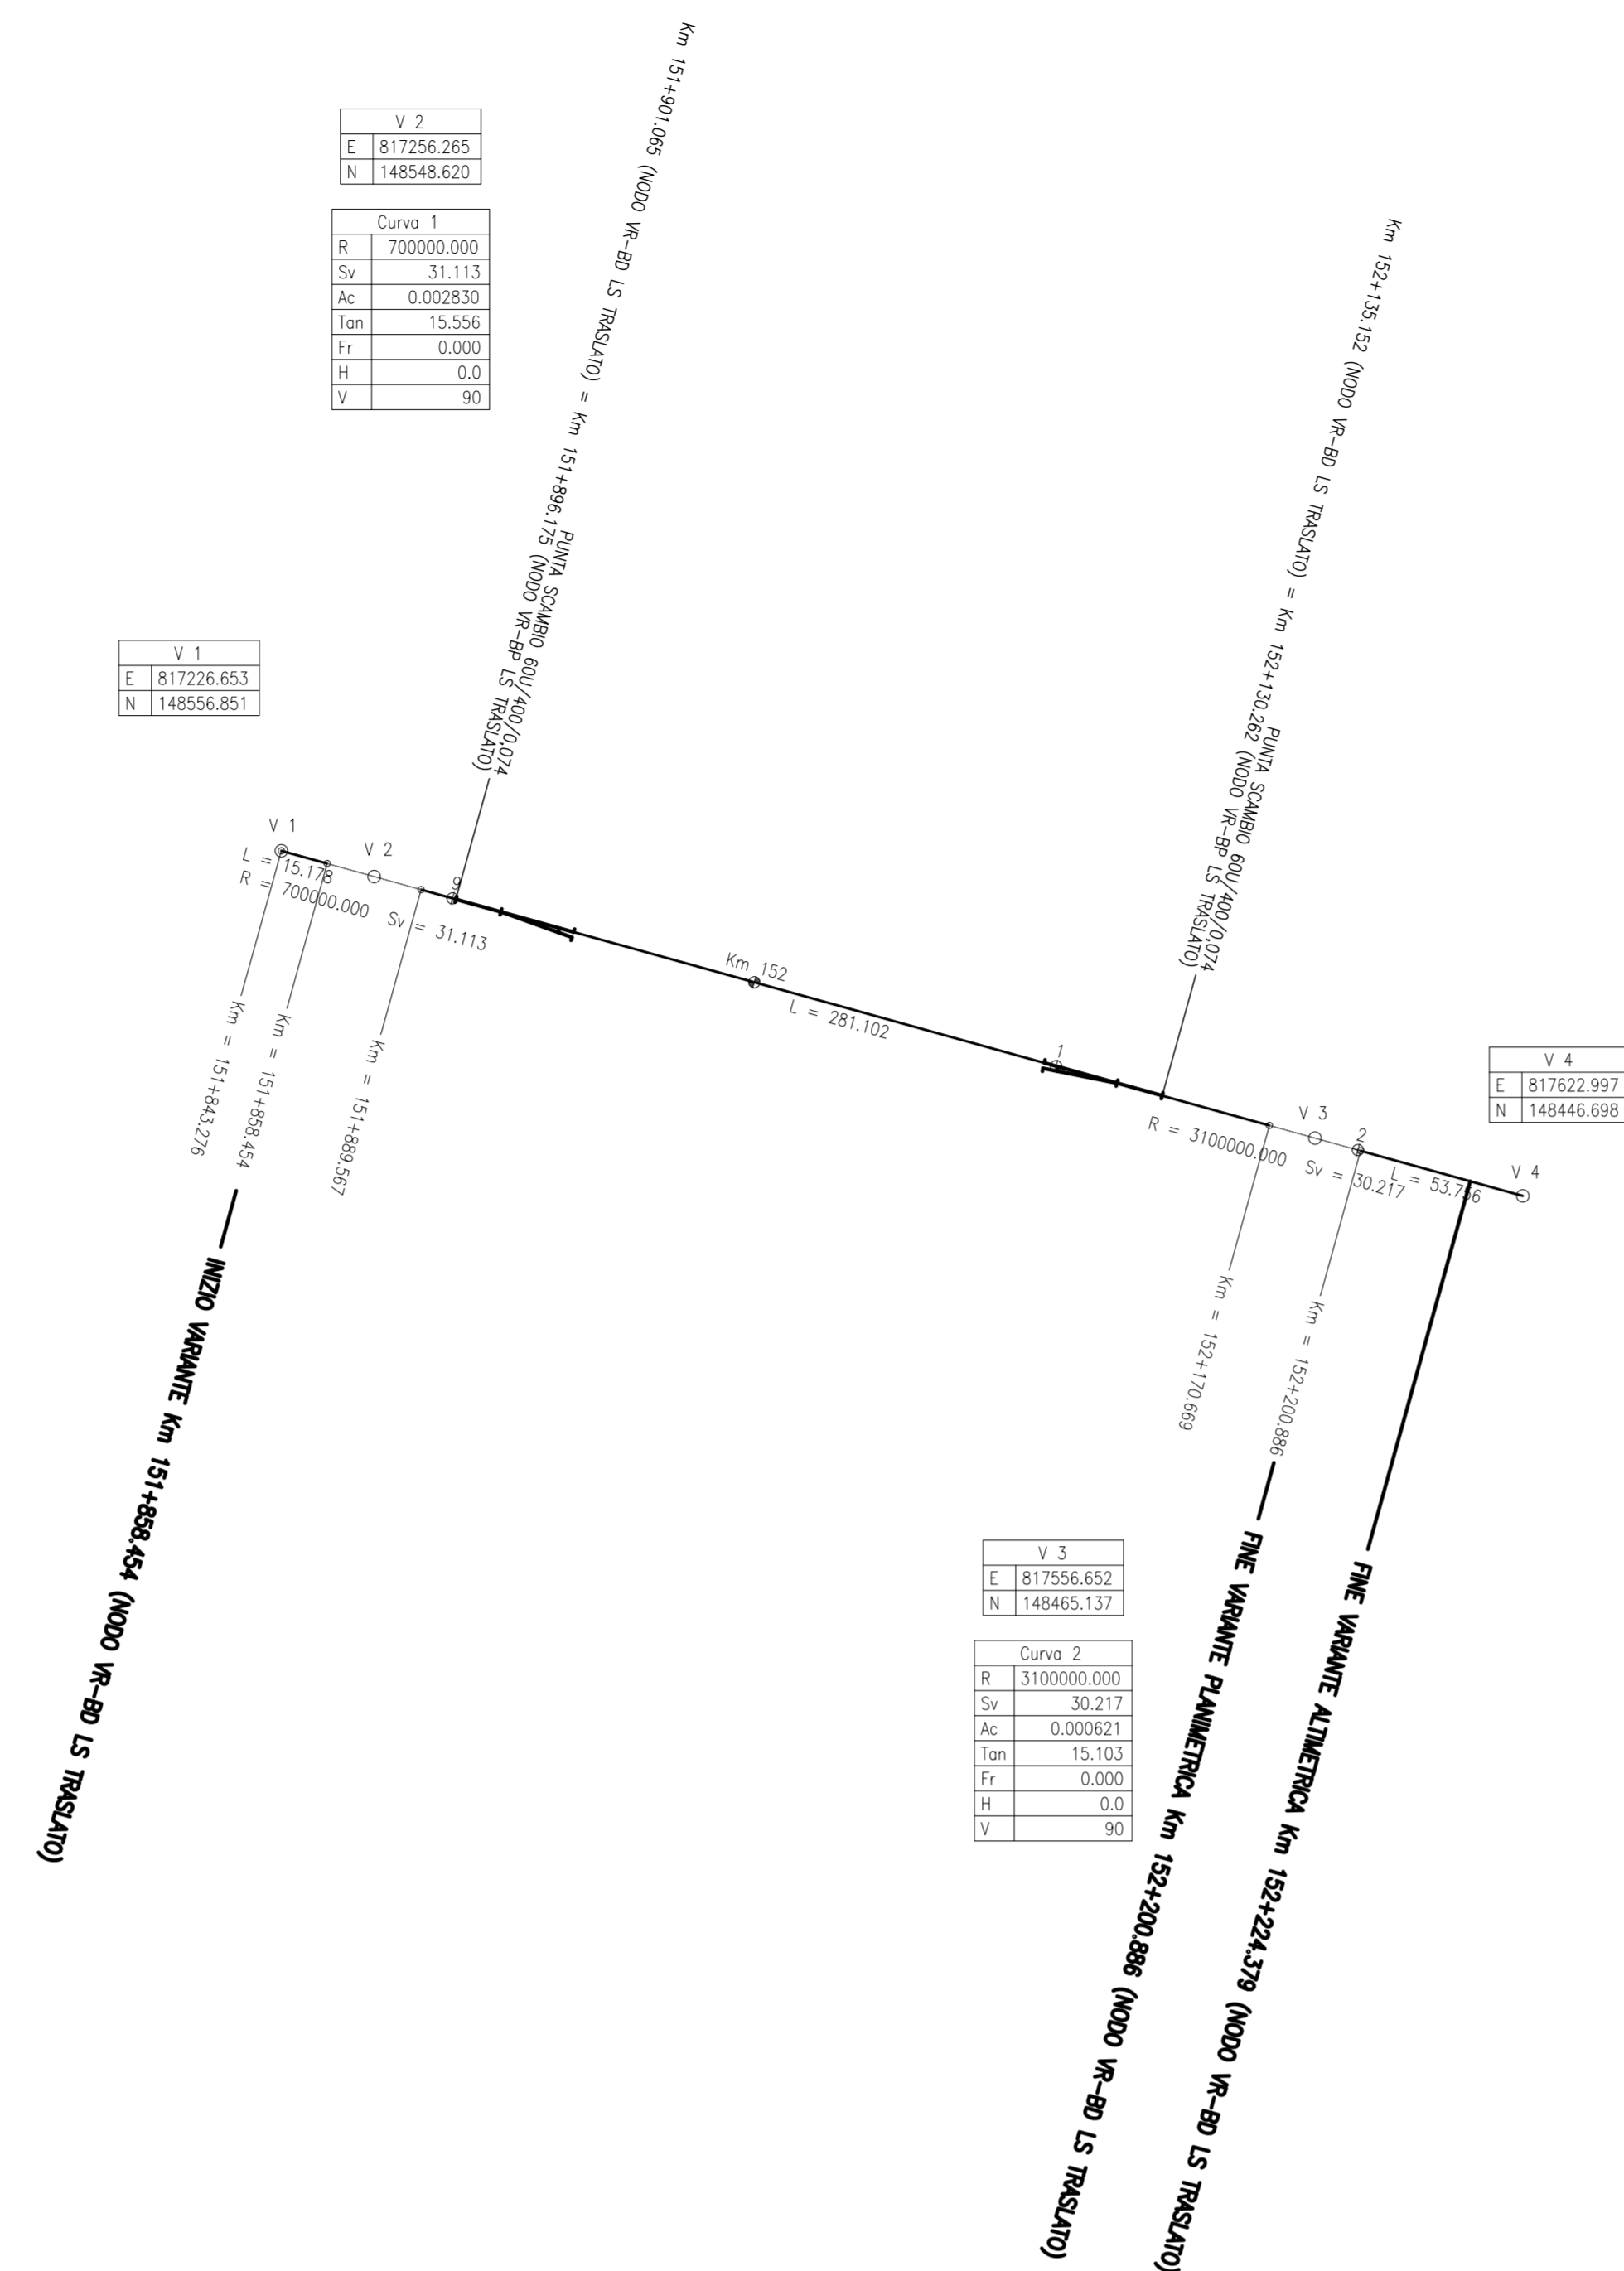 Km 151+901.065 (NODO VR-BD LS TRASLATO) = Km 151+896.175 (NODO VR-BP LS TRASLATO)
PUNTA SCAMBIO 60U/400/0,074
Km 152+135.152 (NODO VR-BD LS TRASLATO) = Km 152+130.262 (NODO VR-BP LS TRASLATO)
PUNTA SCAMBIO 60U/400/0,074
V 2
E 817256.265
N 148548.620
Curva 1
R 700000.000
Sv 31.113
Ac 0.002830
Tan 15.556
Fr 0.000
H 0.0
V 90
V 1
E 817226.653
N 148556.851
V 1
L = 15.178
R = 700000.000 Sv = 31.113
V 2
9
Km 152
L = 281.102
1
R = 3100000.000 Sv = 30.217
V 3
2
L = 53.756
V 4
V 4
E 817622.997
N 148446.698
Km = 151+843.276
Km = 151+858.454
Km = 151+889.567
Km = 152+170.669
Km = 152+200.886
INIZIO VARIANTE Km 151+858.454 (NODO VR-BD LS TRASLATO)
FINE VARIANTE PLANIMETRICA Km 152+200.886 (NODO VR-BD LS TRASLATO)
FINE VARIANTE ALTIMETRICA Km 152+224.379 (NODO VR-BD LS TRASLATO)
V 3
E 817556.652
N 148465.137
Curva 2
R 3100000.000
Sv 30.217
Ac 0.000621
Tan 15.103
Fr 0.000
H 0.0
V 90